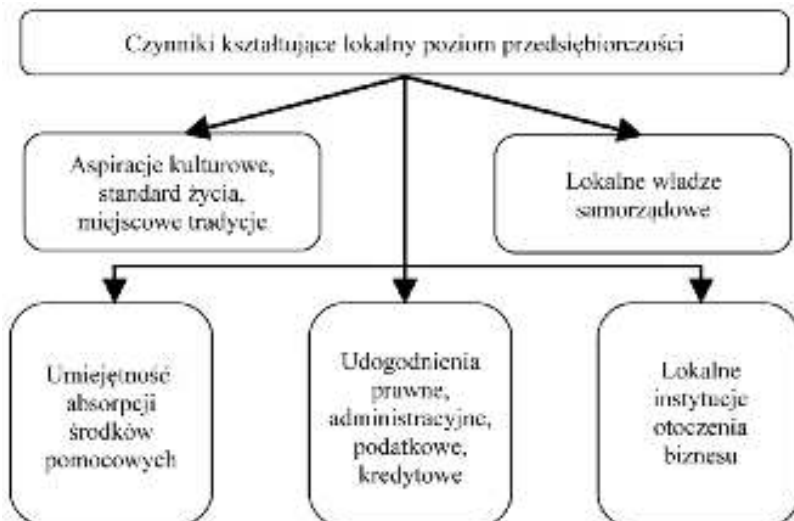 Czynniki kształtujące lokalny poziom przedsiębiorczości
Aspiracje kulturowe,
standard życia,
miejscowe tradycje
Lokalne władze
samorządowe
Umiejętność
absorpcji
środków
pomocowych
Udogodnienia
prawne,
administracyjne,
podatkowe,
kredytowe
Lokalne
instytucje
otoczenia
biznesu